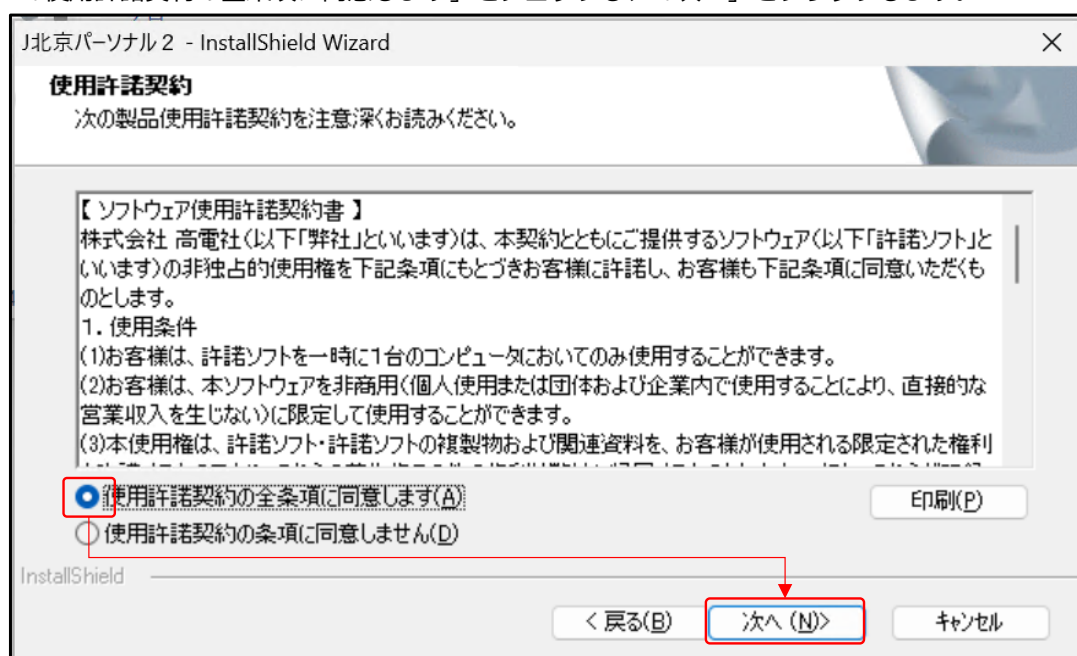 J北京パーソナル２ - InstallShield Wizard
使用許諾契約
次の製品使用許諾契約を注意深くお読みください。
【 ソフトウェア使用許諾契約書 】
株式会社 高電社（以下「弊社」といいます）は、本契約とともにご提供するソフトウェア（以下「許諾ソフト」と
いいます）の非独占的使用権を下記条項にもとづきお客様に許諾し、お客様も下記条項に同意いただくも
のとします。
１．使用条件
(1)お客様は、許諾ソフトを一時に１台のコンピュータにおいてのみ使用することができます。
(2)お客様は、本ソフトウェアを非商用（個人使用または団体および企業内で使用することにより、直接的な
営業収入を生じない）に限定して使用することができます。
(3)本使用権は、許諾ソフト・許諾ソフトの複製物および関連資料を、お客様が使用される限定された権利
使用許諾契約の全条項に同意します(A)
印刷(P)
使用許諾契約の条項に同意しません(D)
InstallShield
< 戻る(B)
次へ (N)>
キャンセル